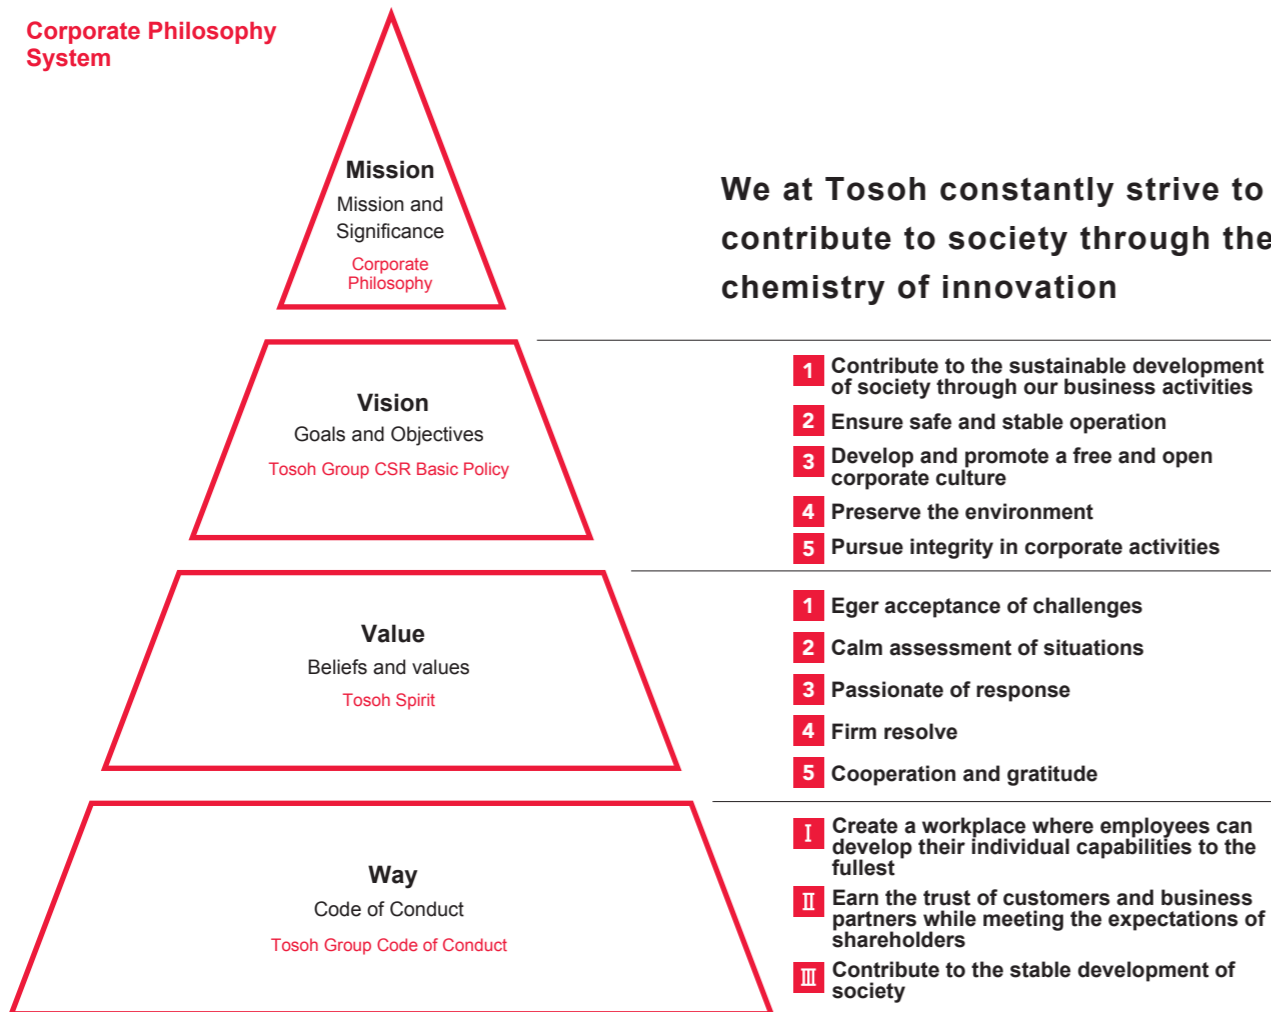 Corporate Philosophy
System
Mission
Mission and
Significance
Corporate
Philosophy
We at Tosoh constantly strive to
contribute to society through the
chemistry of innovation
Vision
Goals and Objectives
Tosoh Group CSR Basic Policy
1 Contribute to the sustainable development
of society through our business activities
2 Ensure safe and stable operation
3 Develop and promote a free and open
corporate culture
4 Preserve the environment
5 Pursue integrity in corporate activities
Value
Beliefs and values
Tosoh Spirit
1 Eger acceptance of challenges
2 Calm assessment of situations
3 Passionate of response
4 Firm resolve
5 Cooperation and gratitude
Way
Code of Conduct
Tosoh Group Code of Conduct
Ⅰ Create a workplace where employees can
develop their individual capabilities to the
fullest
Ⅱ Earn the trust of customers and business
partners while meeting the expectations of
shareholders
Ⅲ Contribute to the stable development of
society